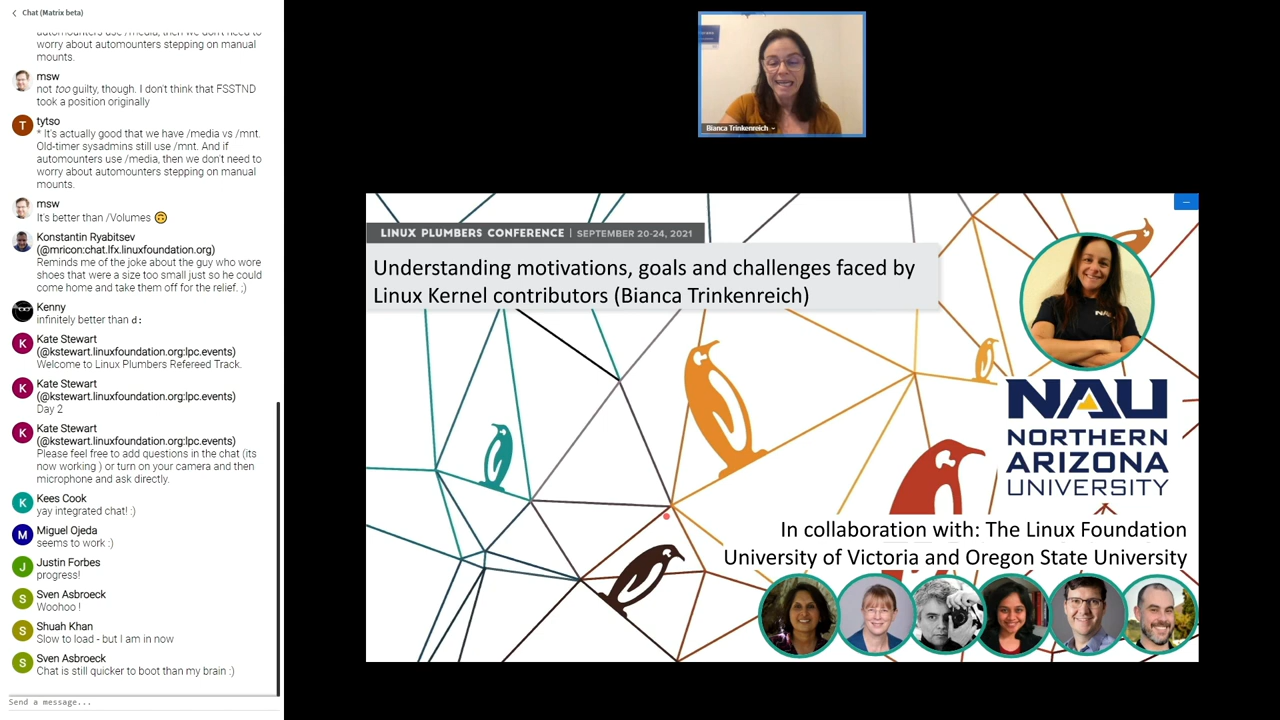 Chat (Matrix beta)
automounters use /media, then we don't need to
worry about automounters stepping on manual
mounts.
msw
not too guilty, though. I don't think that FSSTND
took a position originally
T
tytso
* It's actually good that we have /media vs /mnt.
Old-timer sysadmins still use /mnt. And if
automounters use /media, then we don't need to
worry about automounters stepping on manual
mounts.
msw
It's better than /Volumes 🙃
Konstantin Ryabitsev
(@mricon:chat.lfx.linuxfoundation.org)
Reminds me of the joke about the guy who wore
shoes that were a size too small just so he could
come home and take them off for the relief. ;)
Kenny
infinitely better than d:
K
Kate Stewart
(@kstewart.linuxfoundation.org:lpc.events)
Welcome to Linux Plumbers Refereed Track.
K
Kate Stewart
(@kstewart.linuxfoundation.org:lpc.events)
Day 2
K
Kate Stewart
(@kstewart.linuxfoundation.org:lpc.events)
Please feel free to add questions in the chat (its
now working ) or turn on your camera and then
microphone and ask directly.
K
Kees Cook
yay integrated chat! :)
M
Miguel Ojeda
seems to work :)
J
Justin Forbes
progress!
S
Sven Asbroeck
Woohoo !
S
Shuah Khan
Slow to load - but I am in now
S
Sven Asbroeck
Chat is still quicker to boot than my brain :)
Send a message...
Bianca Trinkenreich
LINUX PLUMBERS CONFERENCE | SEPTEMBER 20-24, 2021
Understanding motivations, goals and challenges faced by
Linux Kernel contributors (Bianca Trinkenreich)
NAU
NAU
NORTHERN
ARIZONA
UNIVERSITY
In collaboration with: The Linux Foundation
University of Victoria and Oregon State University